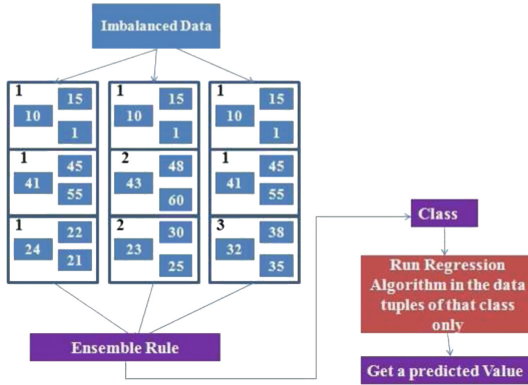 Imbalanced Data
1 15 1 15 1 15
10 10 10
1 1 1
1 45 2 48 1 45
41 43 41
55 60 55
1 22 2 30 3 38
24 23 32
21 25 35
Ensemble Rule
Class
Run Regression
Algorithm in the data
tuples of that class
only
Get a predicted Value